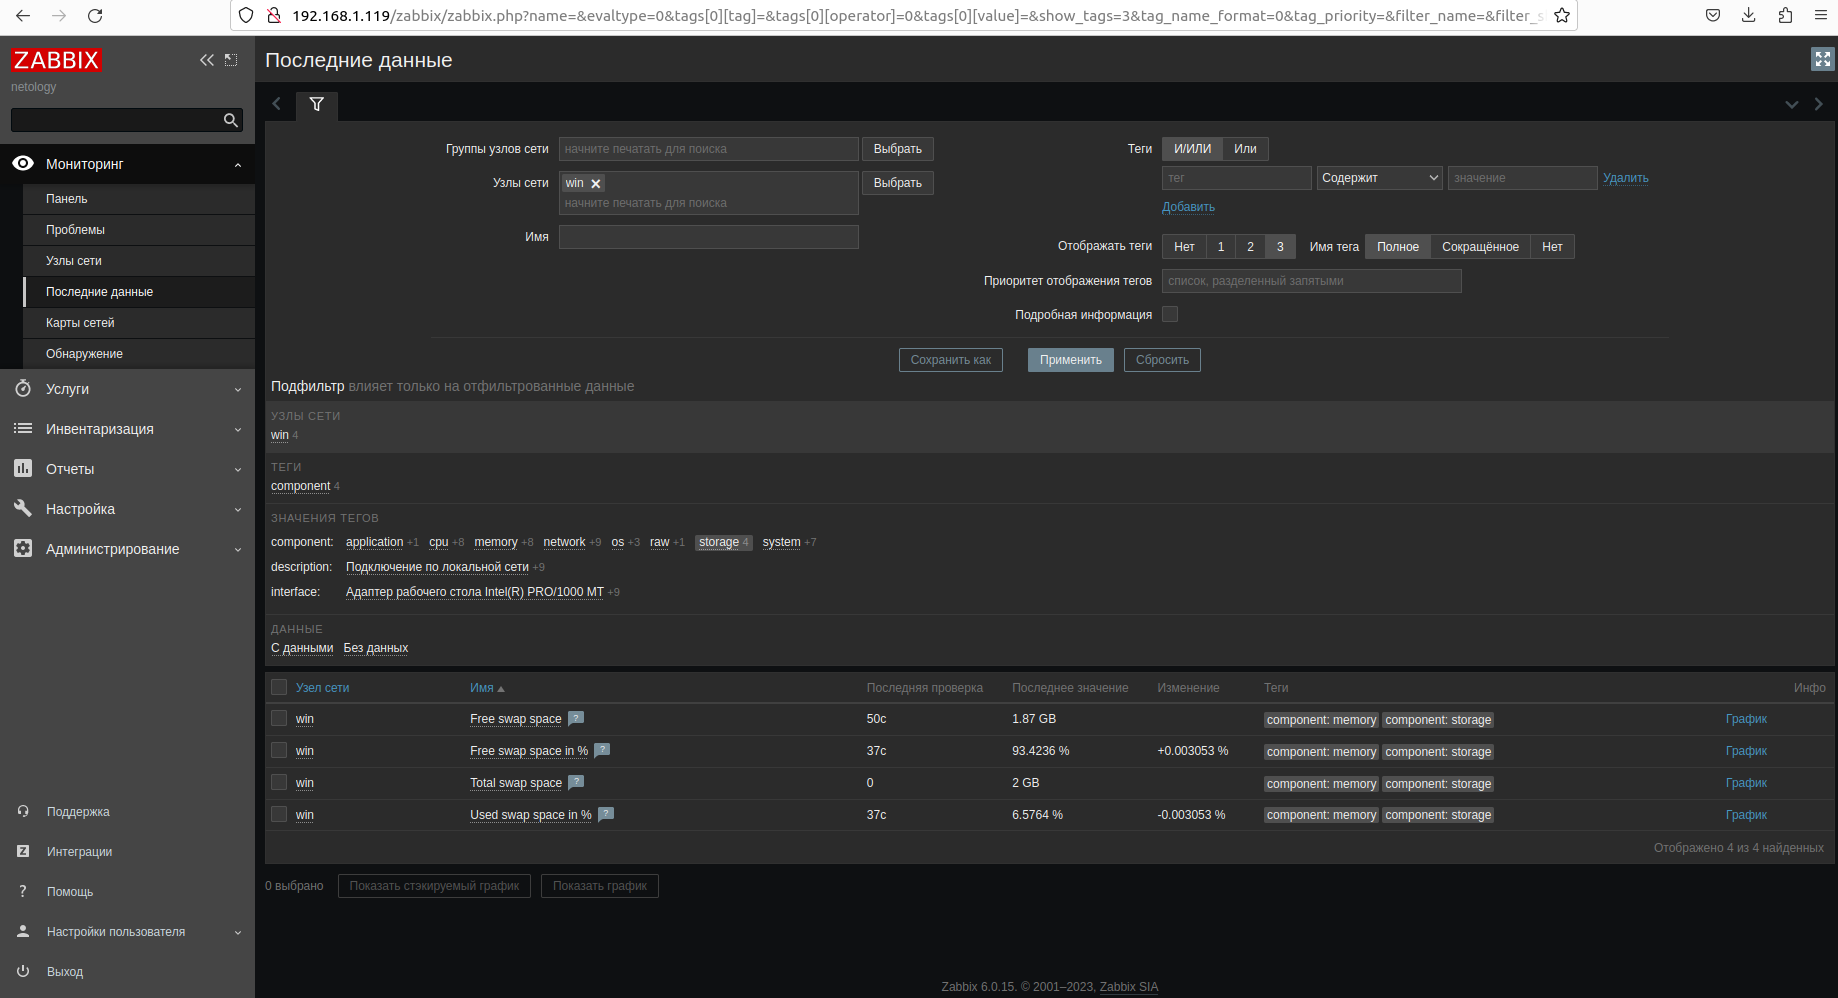 192.168.1.119/zabbix/zabbix.php?name=&evaltype=0&tags[0][tag]=&tags[0][operator]=0&tags[0][value]=&show_tags=3&tag_name_format=0&tag_priority=&filter_name=&filter_s
ZABBIX
netology
Мониторинг
Панель
Проблемы
Узлы сети
Последние данные
Карты сетей
Обнаружение
Услуги
Инвентаризация
Отчеты
Настройка
Администрирование
Поддержка
Интеграции
Помощь
Настройки пользователя
Выход
Последние данные
Группы узлов сети начните печатать для поиска Выбрать
Узлы сети win Выбрать
начните печатать для поиска
Имя
Теги И/ИЛИ Или
тег Содержит значение Удалить
Добавить
Отображать теги Нет 1 2 3 Имя тега Полное Сокращённое Нет
Приоритет отображения тегов список, разделенный запятыми
Подробная информация
Сохранить как Применить Сбросить
Подфильтр влияет только на отфильтрованные данные
УЗЛЫ СЕТИ
win 4
ТЕГИ
component 4
ЗНАЧЕНИЯ ТЕГОВ
component: application +1 cpu +8 memory +8 network +9 os +3 raw +1 storage 4 system +7
description: Подключение по локальной сети +9
interface: Адаптер рабочего стола Intel(R) PRO/1000 MT +9
ДАННЫЕ
С данными Без данных
Узел сети Имя Последняя проверка Последнее значение Изменение Теги Инфо
win Free swap space ? 50с 1.87 GB component: memory component: storage График
win Free swap space in % ? 37с 93.4236 % +0.003053 % component: memory component: storage График
win Total swap space ? 0 2 GB component: memory component: storage График
win Used swap space in % ? 37с 6.5764 % -0.003053 % component: memory component: storage График
Отображено 4 из 4 найденных
0 выбрано Показать стэкируемый график Показать график
Zabbix 6.0.15. © 2001–2023, Zabbix SIA